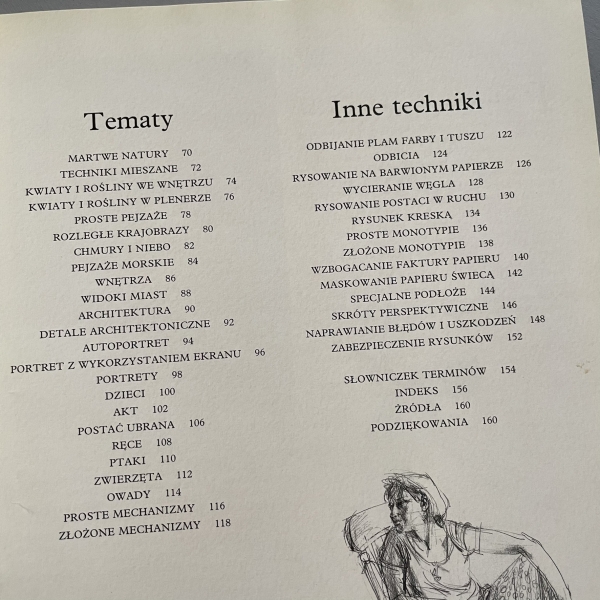 Tematy
MARTWE NATURY 70
TECHNIKI MIESZANE 72
KWIATY I ROŚLINY WE WNĘTRZU 74
KWIATY I ROŚLINY W PLENERZE 76
PROSTE PEJZAŻE 78
ROZLEGŁE KRAJOBRAZY 80
CHMURY I NIEBO 82
PEJZAŻE MORSKIE 84
WNĘTRZA 86
WIDOKI MIAST 88
ARCHITEKTURA 90
DETALE ARCHITEKTONICZNE 92
AUTOPORTRET 94
PORTRET Z WYKORZYSTANIEM EKRANU 96
PORTRETY 98
DZIECI 100
AKT 102
POSTAĆ UBRANA 106
RĘCE 108
PTAKI 110
ZWIERZĘTA 112
OWADY 114
PROSTE MECHANIZMY 116
ZŁOŻONE MECHANIZMY 118
Inne techniki
ODBIJANIE PLAM FARBY I TUSZU 122
ODBICIA 124
RYSOWANIE NA BARWIONYM PAPIERZE 126
WYCIERANIE WĘGLA 128
RYSOWANIE POSTACI W RUCHU 130
RYSUNEK KRESKĄ 134
PROSTE MONOTYPIE 136
ZŁOŻONE MONOTYPIE 138
WZBOGACANIE FAKTURY PAPIERU 140
MASKOWANIE PAPIERU ŚWIECĄ 142
SPECJALNE PODŁOŻE 144
SKRÓTY PERSPEKTYWICZNE 146
NAPRAWIANIE BŁĘDÓW I USZKODZEŃ 148
ZABEZPIECZENIE RYSUNKÓW 152
SŁOWNICZEK TERMINÓW 154
INDEKS 156
ŹRÓDŁA 160
PODZIĘKOWANIA 160